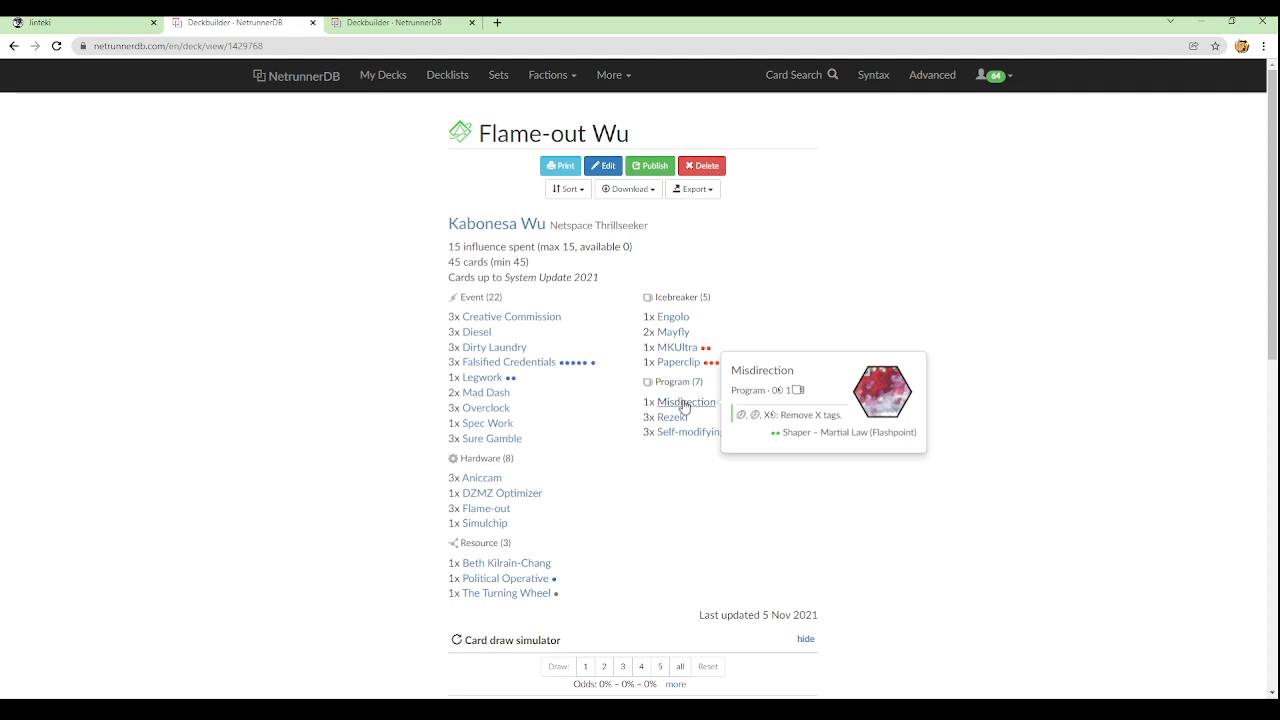 Jinteki
Deckbuilder · NetrunnerDB
Deckbuilder · NetrunnerDB
netrunnerdb.com/en/deck/view/1429768
NetrunnerDB My Decks Decklists Sets Factions More Card Search Syntax Advanced 64
Flame-out Wu
Print Edit Publish Delete
Sort Download Export
Kabonesa Wu Netspace Thrillseeker
15 influence spent (max 15, available 0)
45 cards (min 45)
Cards up to System Update 2021
Event (22)
3x Creative Commission
3x Diesel
3x Dirty Laundry
3x Falsified Credentials •••••  •
1x Legwork ••
2x Mad Dash
3x Overclock
1x Spec Work
3x Sure Gamble
Hardware (8)
3x Aniccam
1x DZMZ Optimizer
3x Flame-out
1x Simulchip
Resource (3)
1x Beth Kilrain-Chang
1x Political Operative •
1x The Turning Wheel •
Icebreaker (5)
1x Engolo
2x Mayfly
1x MKUltra ••
1x Paperclip •••
Program (7)
1x Misdirection
3x Rezeki
3x Self-modifyin
Misdirection
Program · 0 1
, , X: Remove X tags.
•• Shaper – Martial Law (Flashpoint)
Last updated 5 Nov 2021
Card draw simulator hide
Draw: 1 2 3 4 5 all Reset
Odds: 0% – 0% – 0% more